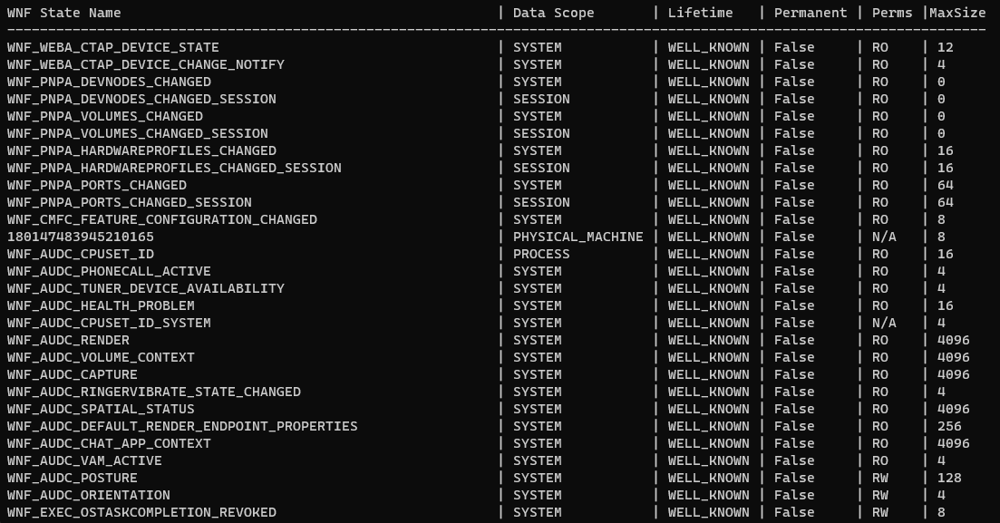 WNF State Name | Data Scope | Lifetime | Permanent | Perms |MaxSize
------------------------------------------------------------------------------------------------------------------------
WNF_WEBA_CTAP_DEVICE_STATE | SYSTEM | WELL_KNOWN | False | RO | 12
WNF_WEBA_CTAP_DEVICE_CHANGE_NOTIFY | SYSTEM | WELL_KNOWN | False | RO | 4
WNF_PNPA_DEVNODES_CHANGED | SYSTEM | WELL_KNOWN | False | RO | 0
WNF_PNPA_DEVNODES_CHANGED_SESSION | SESSION | WELL_KNOWN | False | RO | 0
WNF_PNPA_VOLUMES_CHANGED | SYSTEM | WELL_KNOWN | False | RO | 0
WNF_PNPA_VOLUMES_CHANGED_SESSION | SESSION | WELL_KNOWN | False | RO | 0
WNF_PNPA_HARDWAREPROFILES_CHANGED | SYSTEM | WELL_KNOWN | False | RO | 16
WNF_PNPA_HARDWAREPROFILES_CHANGED_SESSION | SESSION | WELL_KNOWN | False | RO | 16
WNF_PNPA_PORTS_CHANGED | SYSTEM | WELL_KNOWN | False | RO | 64
WNF_PNPA_PORTS_CHANGED_SESSION | SESSION | WELL_KNOWN | False | RO | 64
WNF_CMFC_FEATURE_CONFIGURATION_CHANGED | SYSTEM | WELL_KNOWN | False | RO | 8
180147483945210165 | PHYSICAL_MACHINE | WELL_KNOWN | False | N/A | 8
WNF_AUDC_CPUSET_ID | PROCESS | WELL_KNOWN | False | RO | 16
WNF_AUDC_PHONECALL_ACTIVE | SYSTEM | WELL_KNOWN | False | RO | 4
WNF_AUDC_TUNER_DEVICE_AVAILABILITY | SYSTEM | WELL_KNOWN | False | RO | 4
WNF_AUDC_HEALTH_PROBLEM | SYSTEM | WELL_KNOWN | False | RO | 16
WNF_AUDC_CPUSET_ID_SYSTEM | SYSTEM | WELL_KNOWN | False | N/A | 4
WNF_AUDC_RENDER | SYSTEM | WELL_KNOWN | False | RO | 4096
WNF_AUDC_VOLUME_CONTEXT | SYSTEM | WELL_KNOWN | False | RO | 4096
WNF_AUDC_CAPTURE | SYSTEM | WELL_KNOWN | False | RO | 4096
WNF_AUDC_RINGERVIBRATE_STATE_CHANGED | SYSTEM | WELL_KNOWN | False | RO | 4
WNF_AUDC_SPATIAL_STATUS | SYSTEM | WELL_KNOWN | False | RO | 4096
WNF_AUDC_DEFAULT_RENDER_ENDPOINT_PROPERTIES | SYSTEM | WELL_KNOWN | False | RO | 256
WNF_AUDC_CHAT_APP_CONTEXT | SYSTEM | WELL_KNOWN | False | RO | 4096
WNF_AUDC_VAM_ACTIVE | SYSTEM | WELL_KNOWN | False | RO | 4
WNF_AUDC_POSTURE | SYSTEM | WELL_KNOWN | False | RW | 128
WNF_AUDC_ORIENTATION | SYSTEM | WELL_KNOWN | False | RW | 4
WNF_EXEC_OSTASKCOMPLETION_REVOKED | SYSTEM | WELL_KNOWN | False | RW | 8